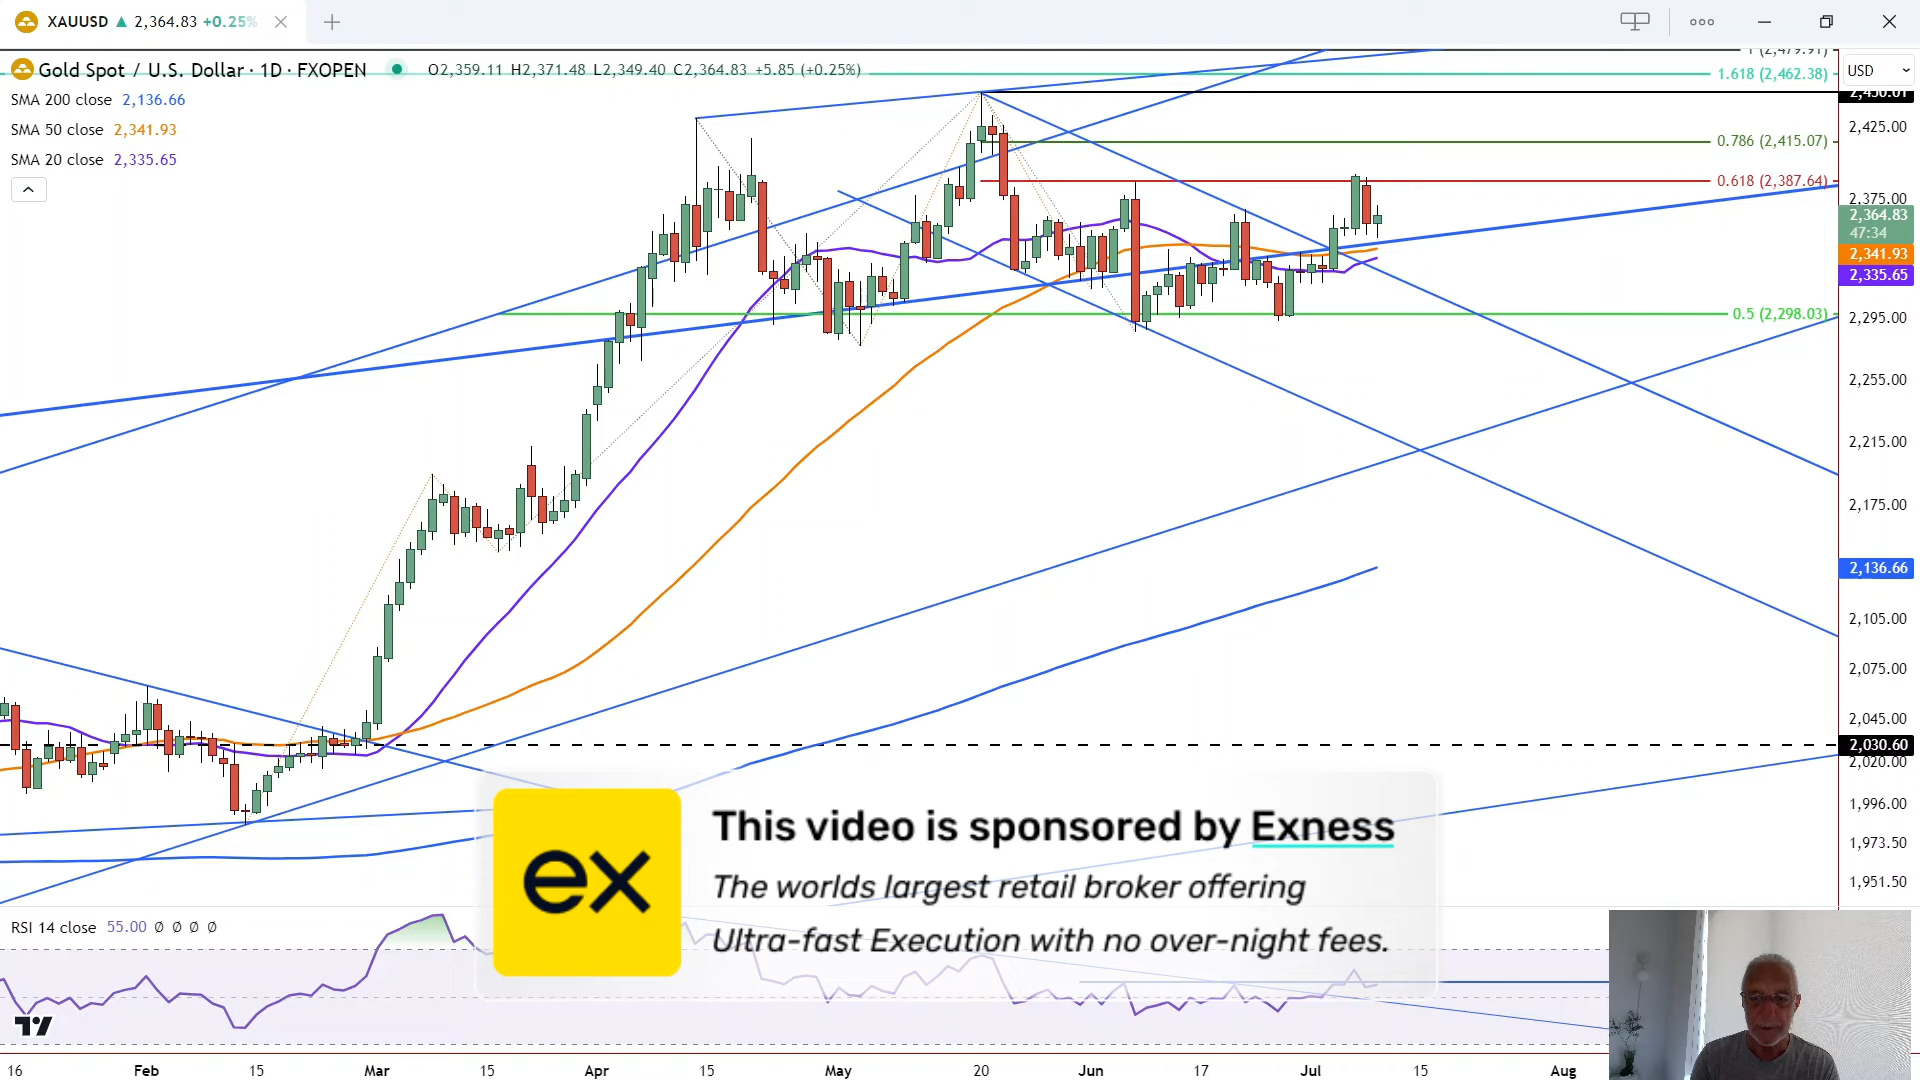 XAUUSD ▲ 2,364.83 +0.25%
Gold Spot / U.S. Dollar · 1D · FXOPEN O2,359.11 H2,371.48 L2,349.40 C2,364.83 +5.85 (+0.25%)
SMA 200 close 2,136.66
SMA 50 close 2,341.93
SMA 20 close 2,335.65
USD
1 (2,479.91)
1.618 (2,462.38)
2,450.01
2,425.00
0.786 (2,415.07)
0.618 (2,387.64)
2,375.00
2,364.83
47:34
2,341.93
2,335.65
0.5 (2,298.03)
2,295.00
2,255.00
2,215.00
2,175.00
2,136.66
2,105.00
2,075.00
2,045.00
2,030.60
2,020.00
1,996.00
1,973.50
1,951.50
ex
This video is sponsored by Exness
The worlds largest retail broker offering
Ultra-fast Execution with no over-night fees.
RSI 14 close 55.00 Ø Ø Ø Ø
16 Feb 15 Mar 15 Apr 15 May 20 Jun 17 Jul 15 Aug